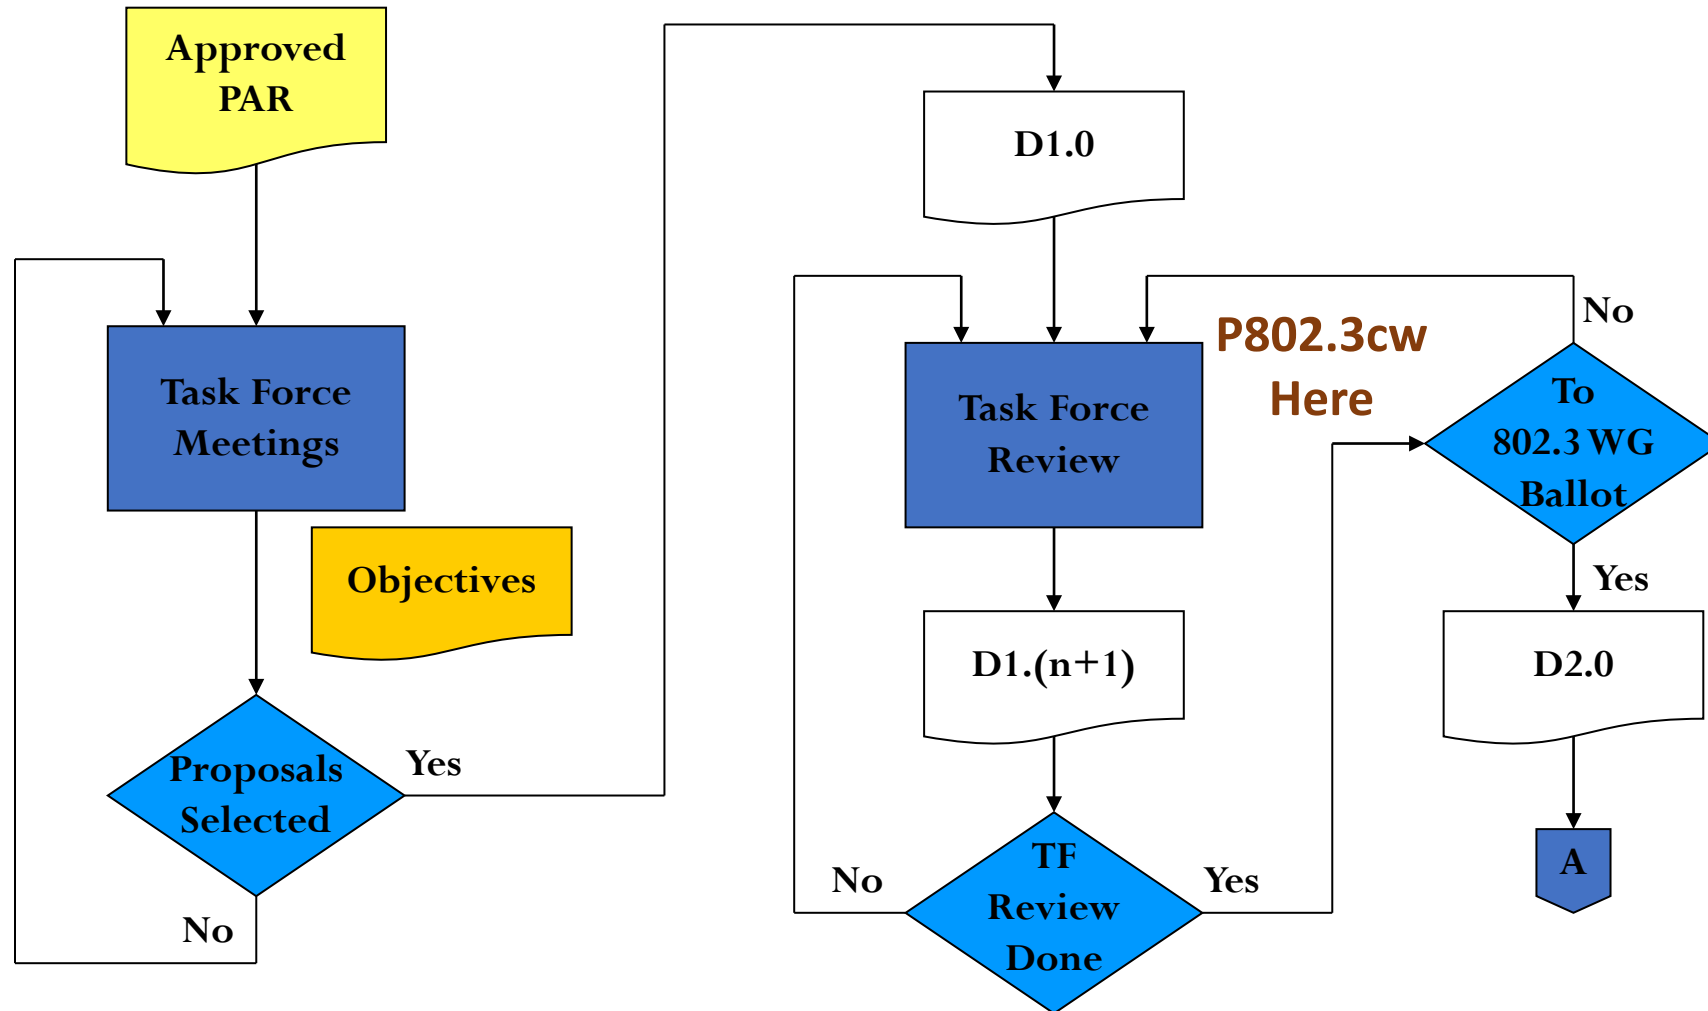 Approved
PAR
Task Force
Meetings
Objectives
Proposals
Selected
Yes
No
D1.0
Task Force
Review
P802.3cw
Here
D1.(n+1)
TF
Review
Done
No
Yes
To
802.3 WG
Ballot
No
Yes
D2.0
A